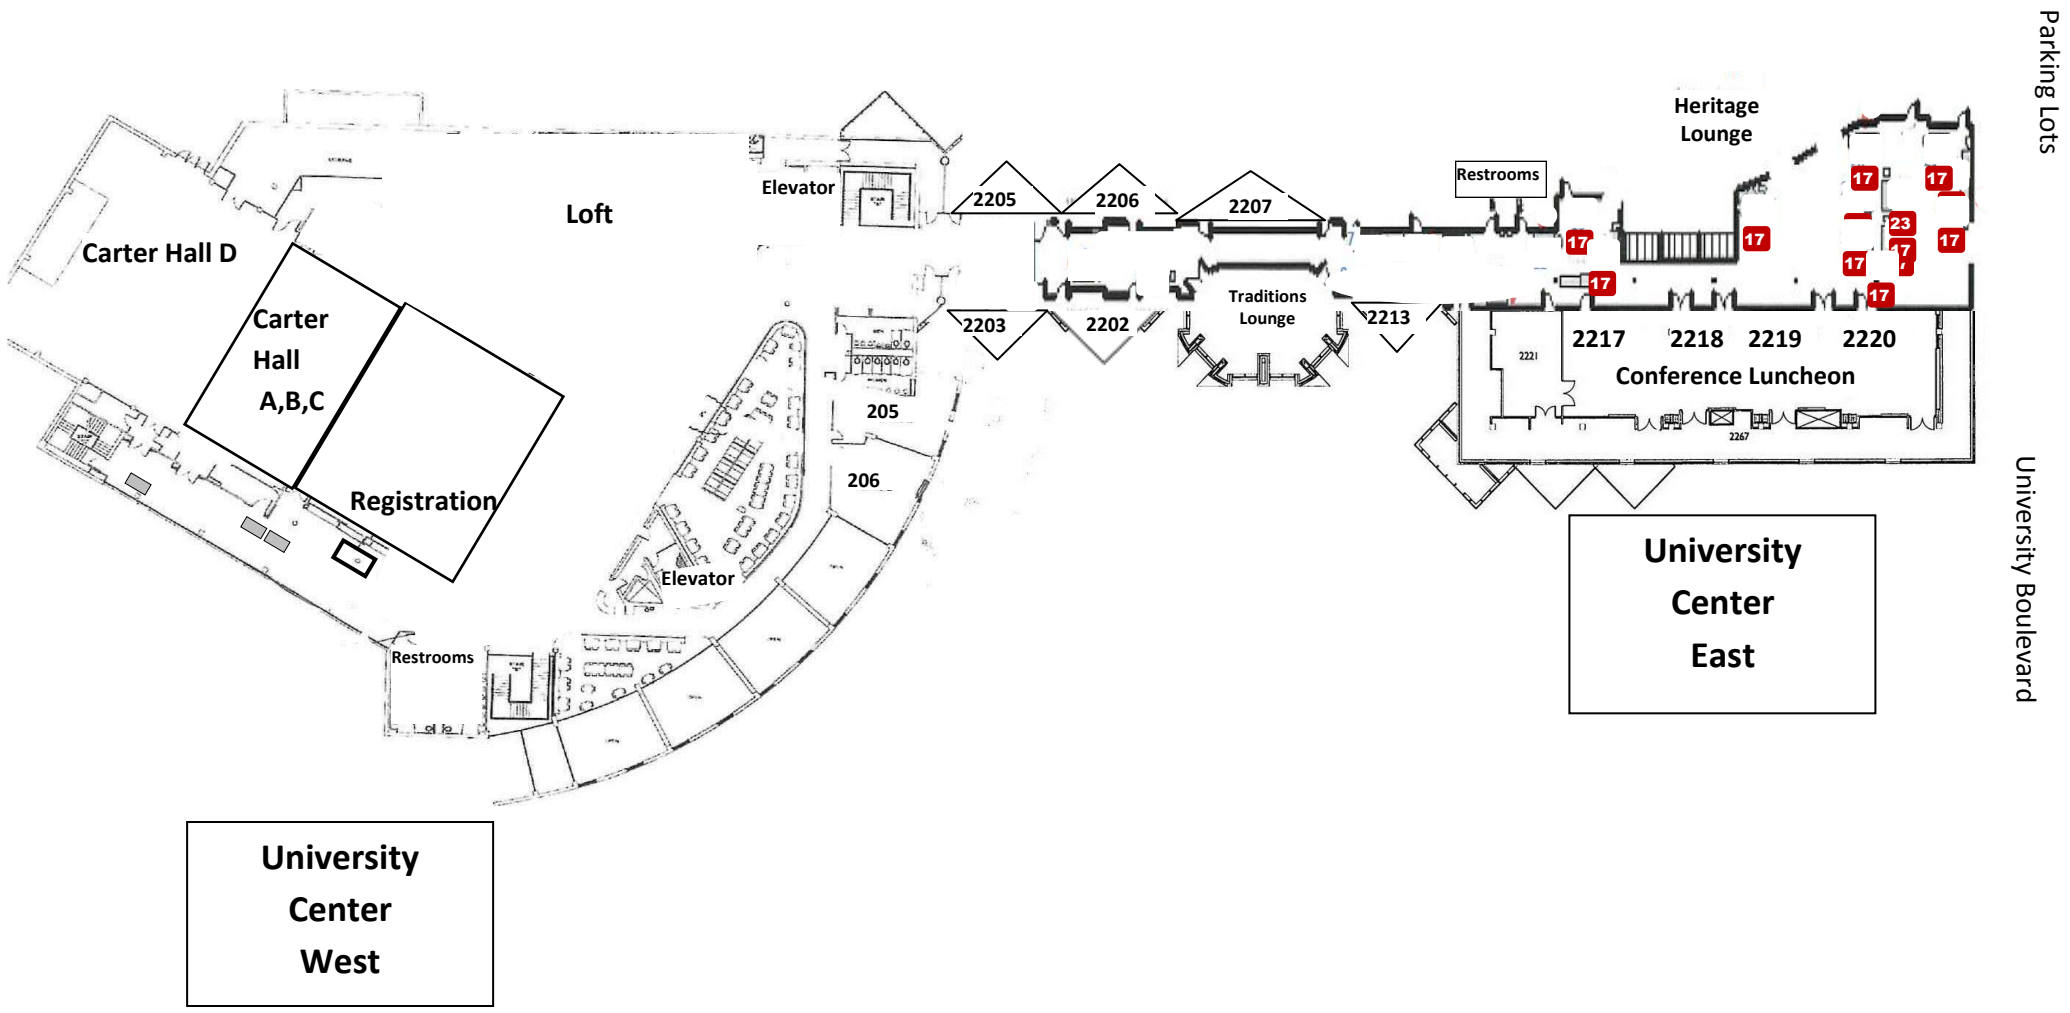 Parking Lots
Heritage
Lounge
Restrooms
Elevator
2205
2206
2207
Loft
Carter Hall D
17
17
23
17
17
17
17
17
17
17
Carter
Hall
A,B,C
2203
2202
Traditions
Lounge
2213
2217
2218
2219
2220
2221
Conference Luncheon
205
2267
206
Registration
University Boulevard
Elevator
University
Center
East
Restrooms
University
Center
West